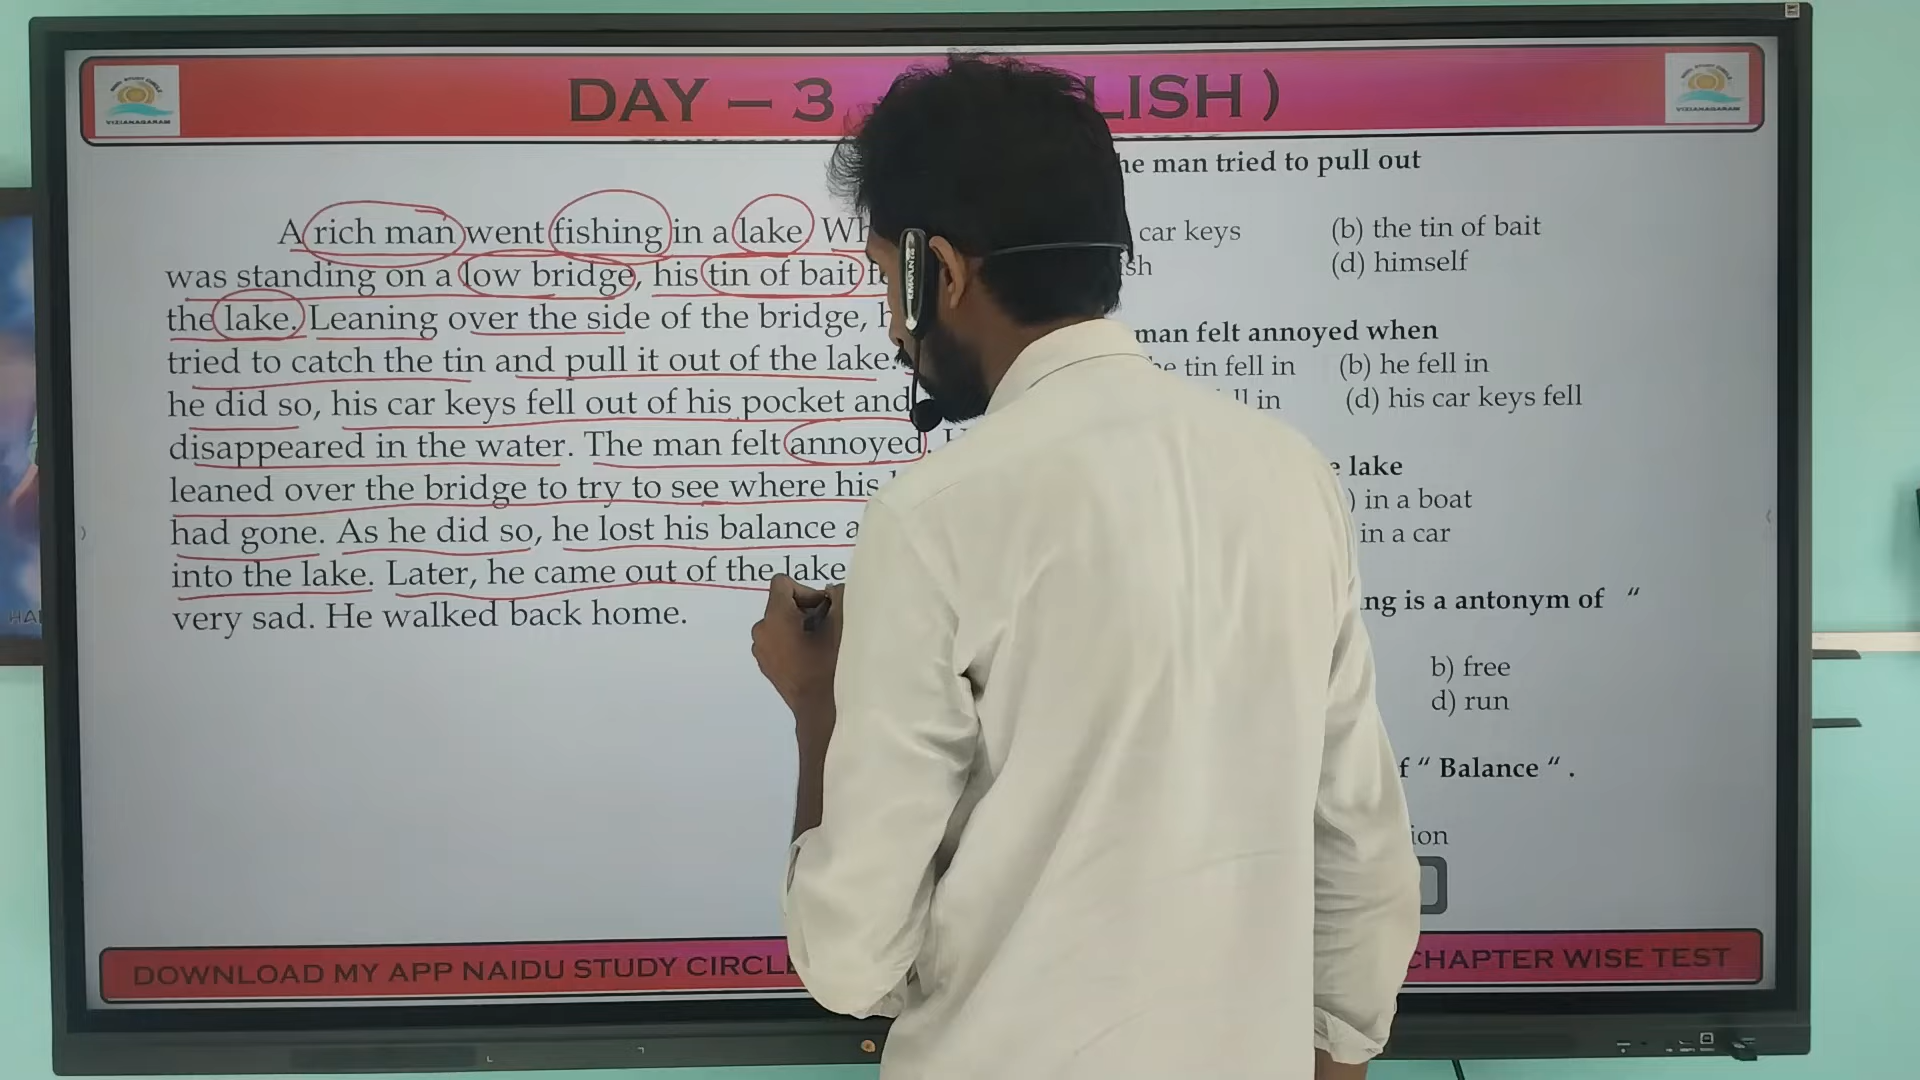 DAY – 3 LISH )
he man tried to pull out
A rich man went fishing in a lake. Wh
car keys (b) the tin of bait
was standing on a low bridge, his tin of bait f
ish (d) himself
the lake. Leaning over the side of the bridge, h
man felt annoyed when
tried to catch the tin and pull it out of the lake.
he tin fell in (b) he fell in
he did so, his car keys fell out of his pocket and
ll in (d) his car keys fell
disappeared in the water. The man felt annoyed.
lake
leaned over the bridge to try to see where his
) in a boat
had gone. As he did so, he lost his balance a
in a car
into the lake. Later, he came out of the lake
very sad. He walked back home.
ng is a antonym of “
b) free
d) run
f “ Balance “ .
ion
DOWNLOAD MY APP NAIDU STUDY CIRCLE CHAPTER WISE TEST
VIZIANAGARAM
VIZIANAGARAM